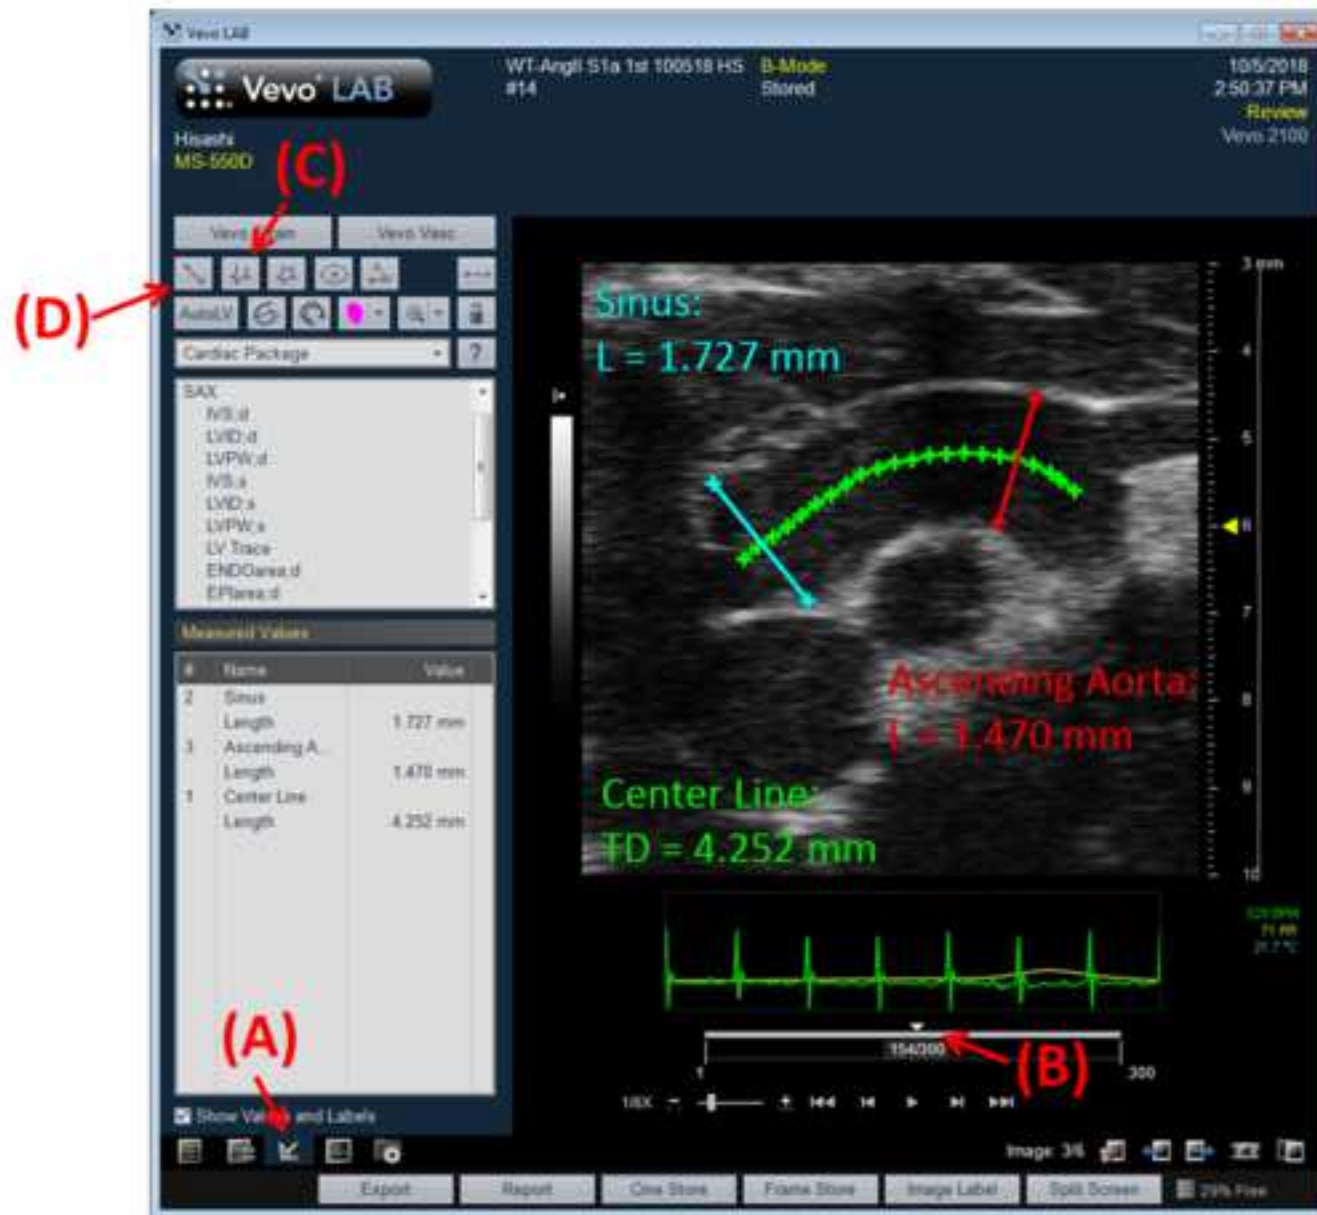 Vevo LAB
Vevo LAB
WT-AngII S1a 1st 100518 HS
#14
B-Mode
Stored
10/5/2018
2:50:37 PM
Review
Vevo 2100
Hisashi
MS-550D
(C)
Vevo Vasc
(D)
AutoLV
Cardiac Package
?
SAX
IVS;d
LVID;d
LVPW;d
IVS;s
LVID;s
LVPW;s
LV Trace
ENDOarea;d
EPIarea;d
Measured Values
# Name Value
2 Sinus
Length 1.727 mm
3 Ascending A...
Length 1.470 mm
1 Center Line
Length 4.252 mm
Sinus:
L = 1.727 mm
Ascending Aorta:
L = 1.470 mm
Center Line:
TD = 4.252 mm
3 mm
4
5
6
7
8
9
10
(A)
(B)
154/300
1
300
1/8X
Show Values and Labels
Image: 3/6
Export
Report
Cine Store
Frame Store
Image Label
Split Screen
29% Free